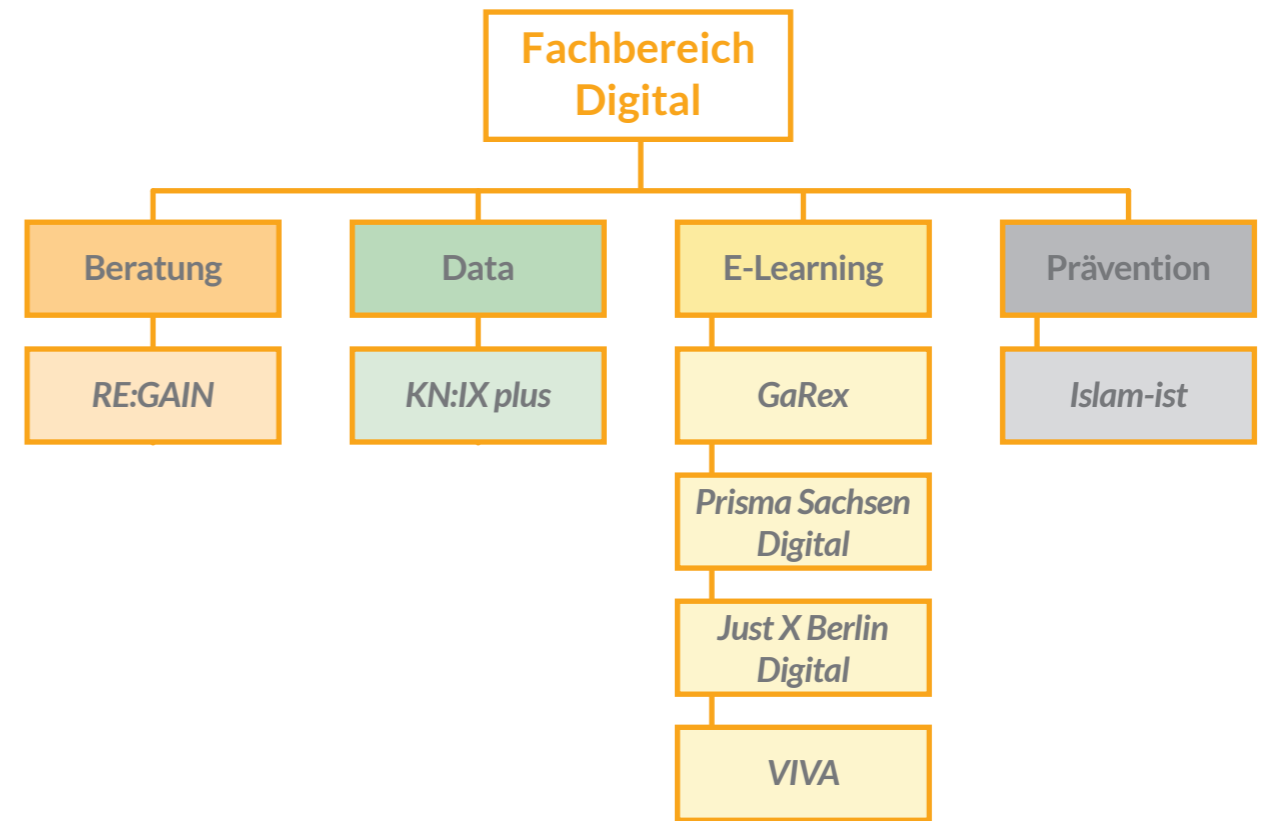 Fachbereich
Digital
Beratung
Data
E-Learning
Prävention
RE:GAIN
KN:IX plus
GaRex
Islam-ist
Prisma Sachsen
Digital
Just X Berlin
Digital
VIVA